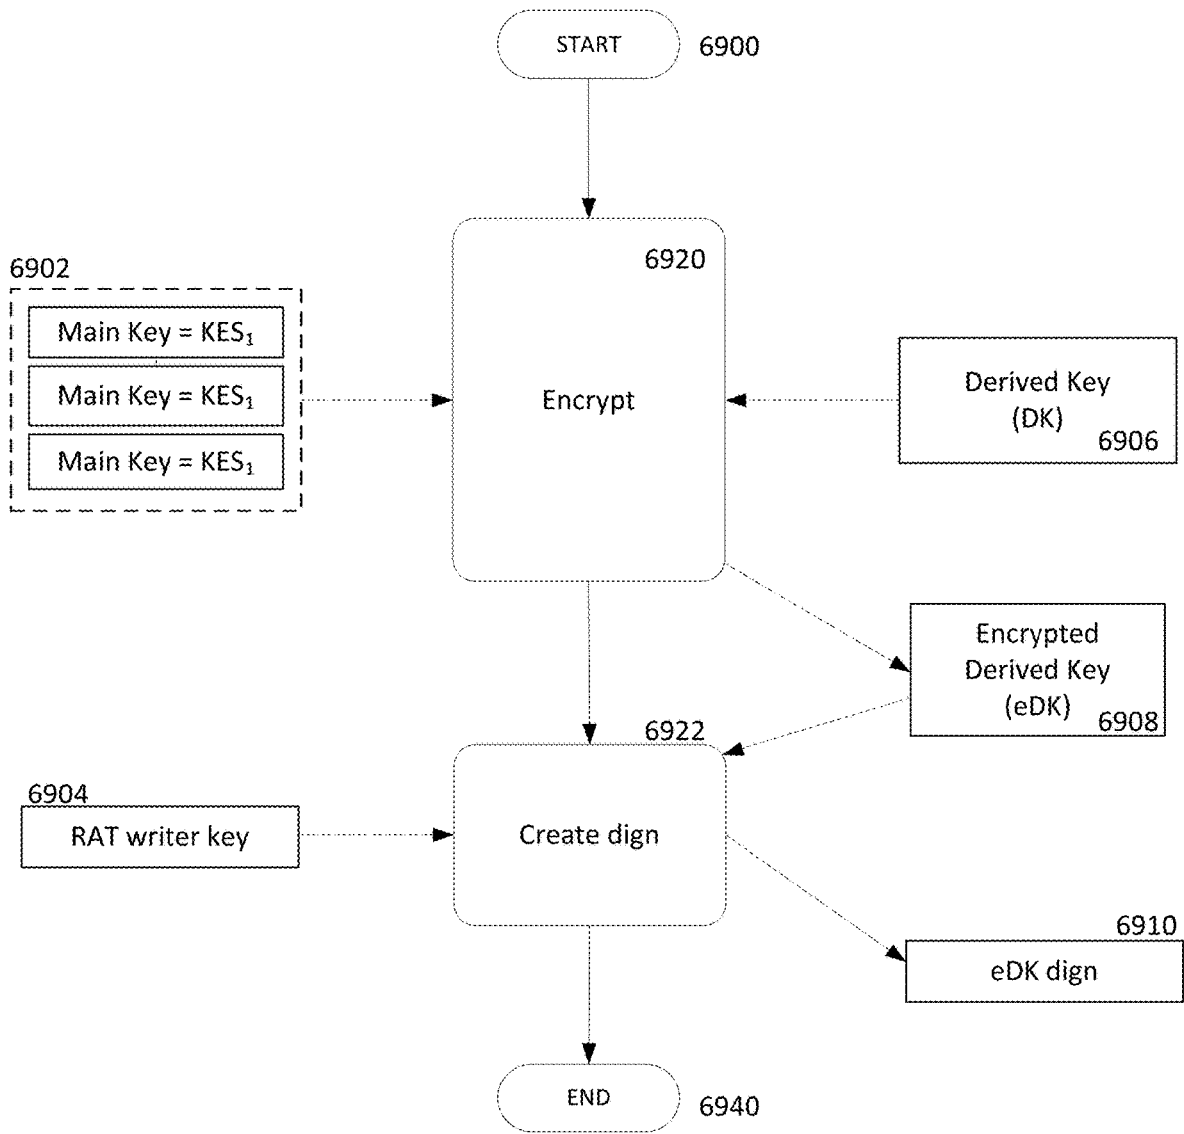 START
6900
6920
6902
Main Key = KES₁
Main Key = KES₁
Main Key = KES₁
Encrypt
Derived Key
(DK)
6906
Encrypted
Derived Key
(eDK)
6908
6922
6904
RAT writer key
Create dign
6910
eDK dign
END
6940